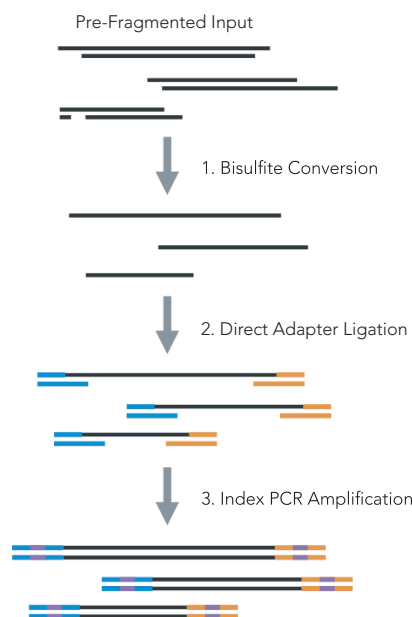 Pre-Fragmented Input
1. Bisulfite Conversion
2. Direct Adapter Ligation
3. Index PCR Amplification